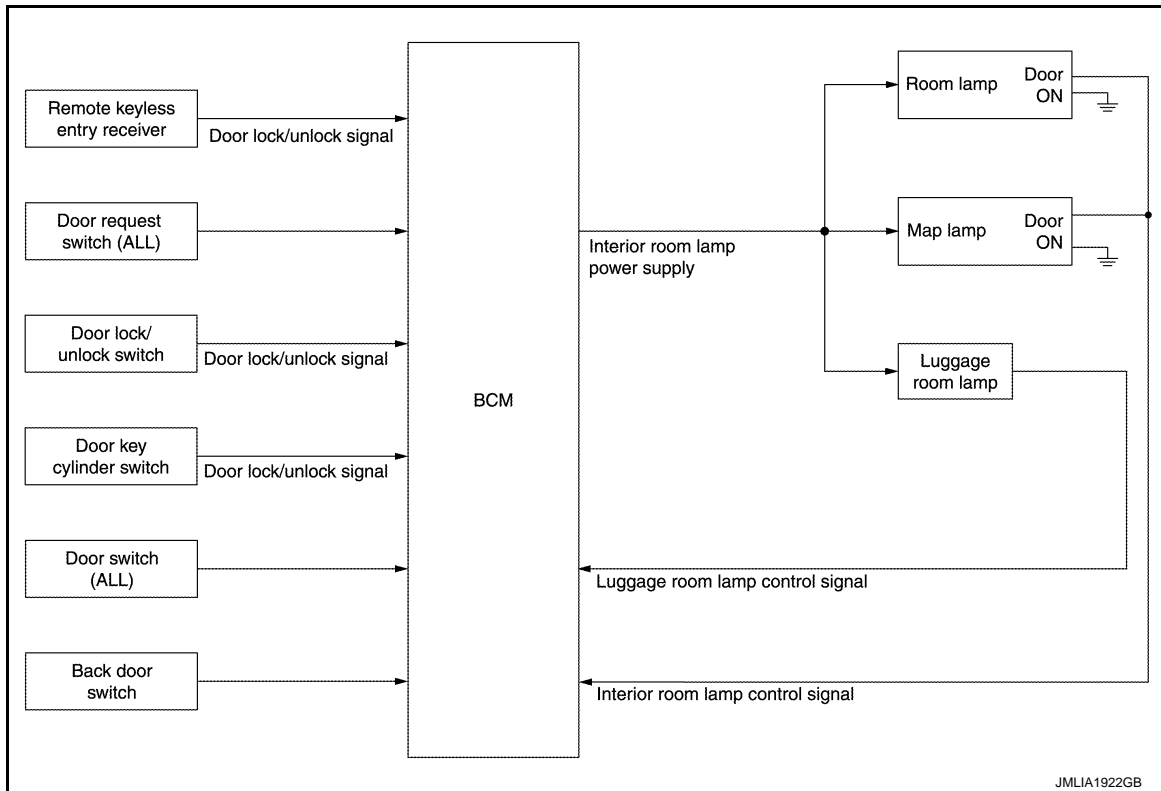 Remote keyless
entry receiver
Door lock/unlock signal
Door request
switch (ALL)
Door lock/
unlock switch
Door lock/unlock signal
Door key
cylinder switch
Door lock/unlock signal
Door switch
(ALL)
Back door
switch
BCM
Interior room lamp
power supply
Room lamp
Door
ON
Map lamp
Door
ON
Luggage
room lamp
Luggage room lamp control signal
Interior room lamp control signal
JMLIA1922GB